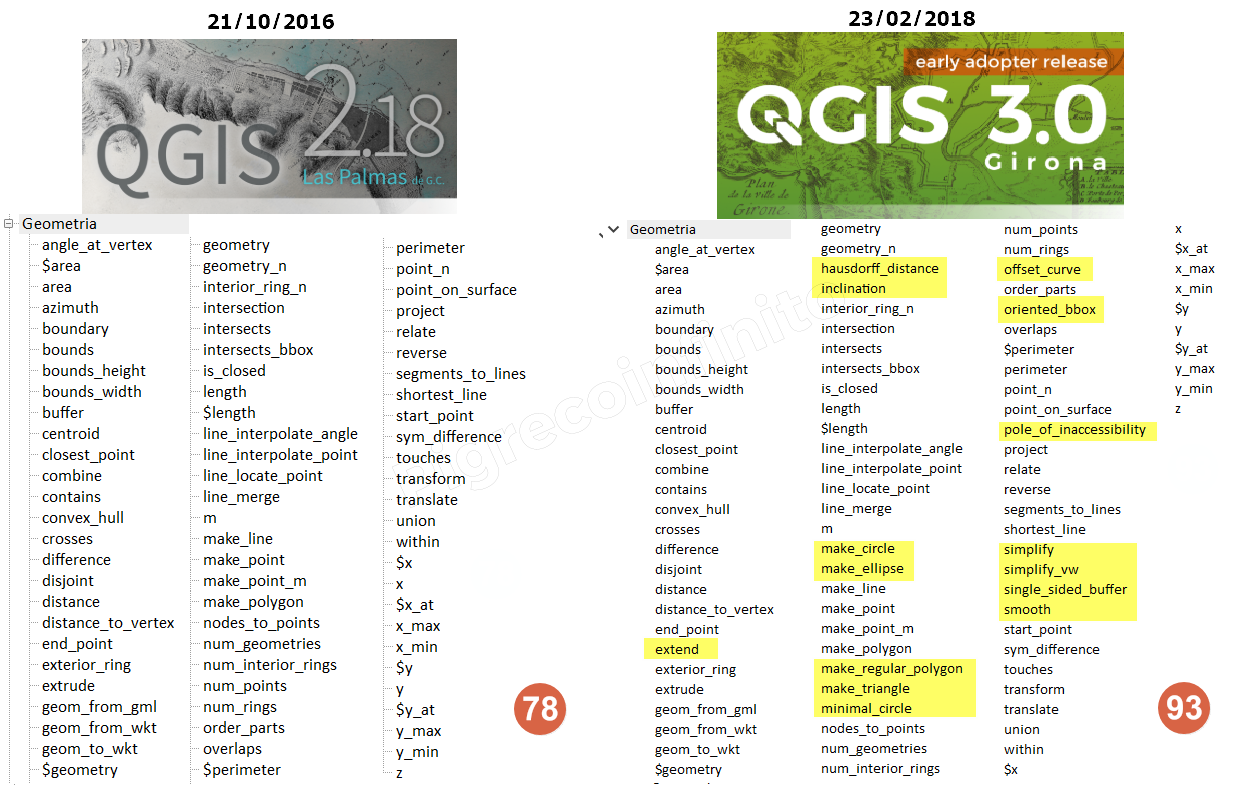 21/10/2016
QGIS 2.18
Las Palmas de G.C.
Geometria
angle_at_vertex
$area
area
azimuth
boundary
bounds
bounds_height
bounds_width
buffer
centroid
closest_point
combine
contains
convex_hull
crosses
difference
disjoint
distance
distance_to_vertex
end_point
exterior_ring
extrude
geom_from_gml
geom_from_wkt
geom_to_wkt
$geometry
geometry
geometry_n
interior_ring_n
intersection
intersects
intersects_bbox
is_closed
length
$length
line_interpolate_angle
line_interpolate_point
line_locate_point
line_merge
m
make_line
make_point
make_point_m
make_polygon
nodes_to_points
num_geometries
num_interior_rings
num_points
num_rings
order_parts
overlaps
$perimeter
perimeter
point_n
point_on_surface
project
relate
reverse
segments_to_lines
shortest_line
start_point
sym_difference
touches
transform
translate
union
within
$x
x
$x_at
x_max
x_min
$y
y
$y_at
y_max
y_min
z
78
23/02/2018
early adopter release
QGIS 3.0
Girona
Plan
de la Ville de
Girone
Geometria
angle_at_vertex
$area
area
azimuth
boundary
bounds
bounds_height
bounds_width
buffer
centroid
closest_point
combine
contains
convex_hull
crosses
difference
disjoint
distance
distance_to_vertex
end_point
extend
exterior_ring
extrude
geom_from_gml
geom_from_wkt
geom_to_wkt
$geometry
geometry
geometry_n
hausdorff_distance
inclination
interior_ring_n
intersection
intersects
intersects_bbox
is_closed
length
$length
line_interpolate_angle
line_interpolate_point
line_locate_point
line_merge
m
make_circle
make_ellipse
make_line
make_point
make_point_m
make_polygon
make_regular_polygon
make_triangle
minimal_circle
nodes_to_points
num_geometries
num_interior_rings
num_points
num_rings
offset_curve
order_parts
oriented_bbox
overlaps
$perimeter
perimeter
point_n
point_on_surface
pole_of_inaccessibility
project
relate
reverse
segments_to_lines
shortest_line
simplify
simplify_vw
single_sided_buffer
smooth
start_point
sym_difference
touches
transform
translate
union
within
$x
x
$x_at
x_max
x_min
$y
y
$y_at
y_max
y_min
z
93